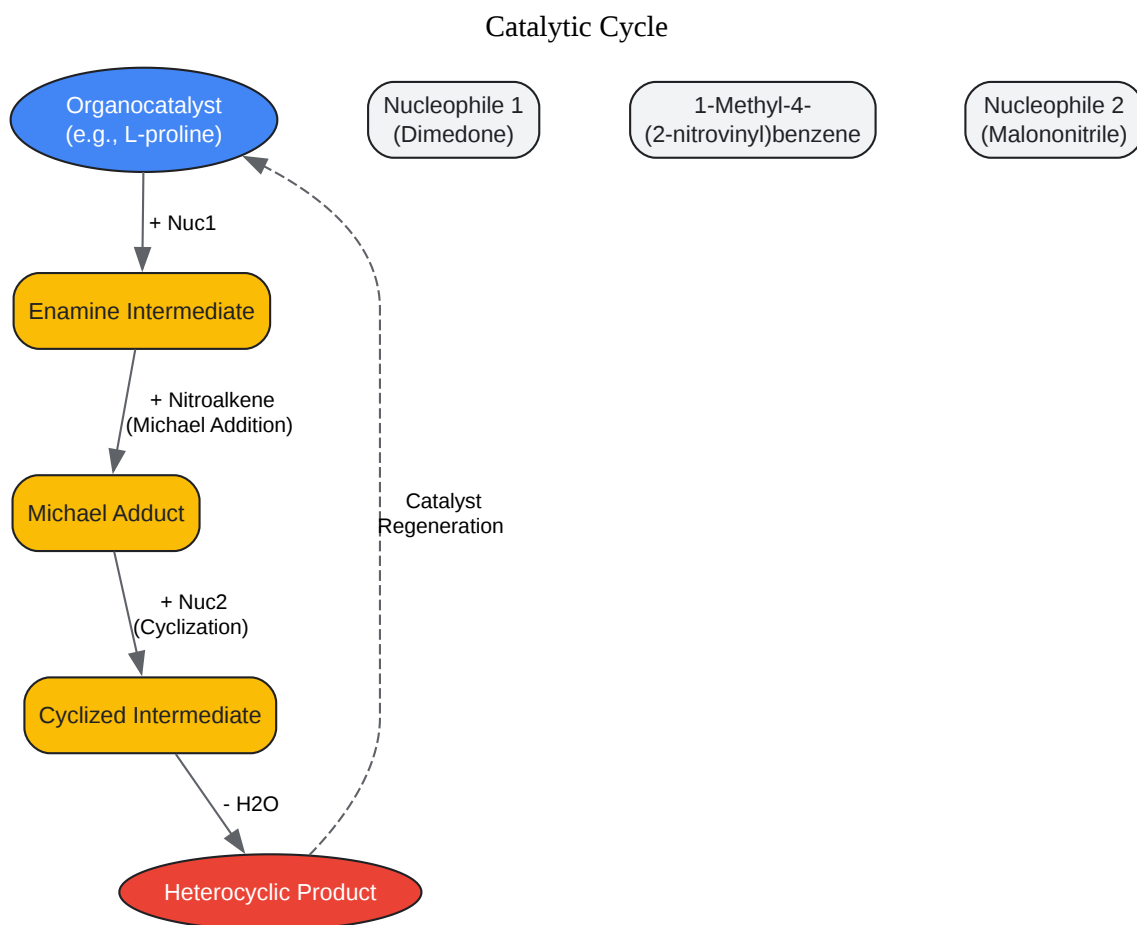 Catalytic Cycle
Organocatalyst
(e.g., L-proline)
Nucleophile 1
(Dimedone)
1-Methyl-4-
(2-nitrovinyl)benzene
Nucleophile 2
(Malononitrile)
+ Nuc1
Enamine Intermediate
+ Nitroalkene
(Michael Addition)
Michael Adduct
Catalyst
Regeneration
+ Nuc2
(Cyclization)
Cyclized Intermediate
- H2O
Heterocyclic Product